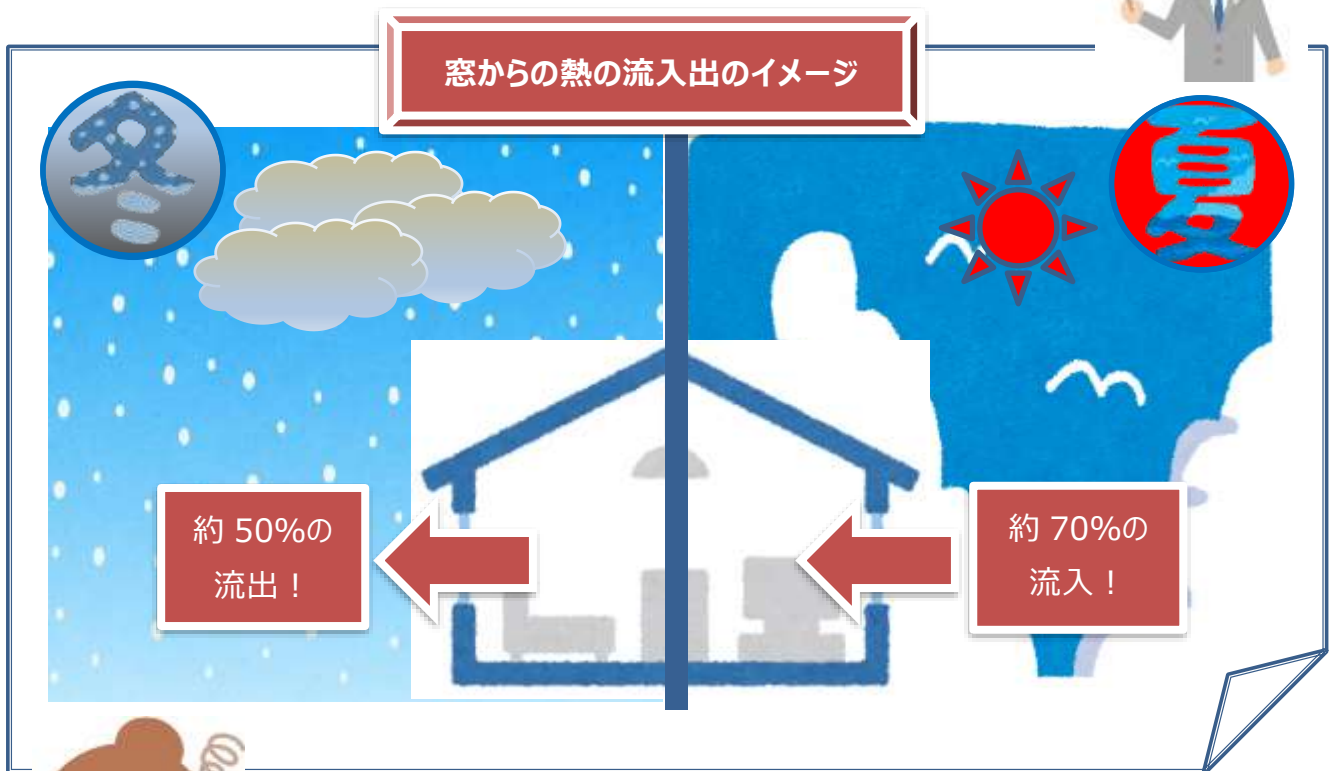 窓からの熱の流入出のイメージ
冬
夏
約 50%の
流出！
約 70%の
流入！